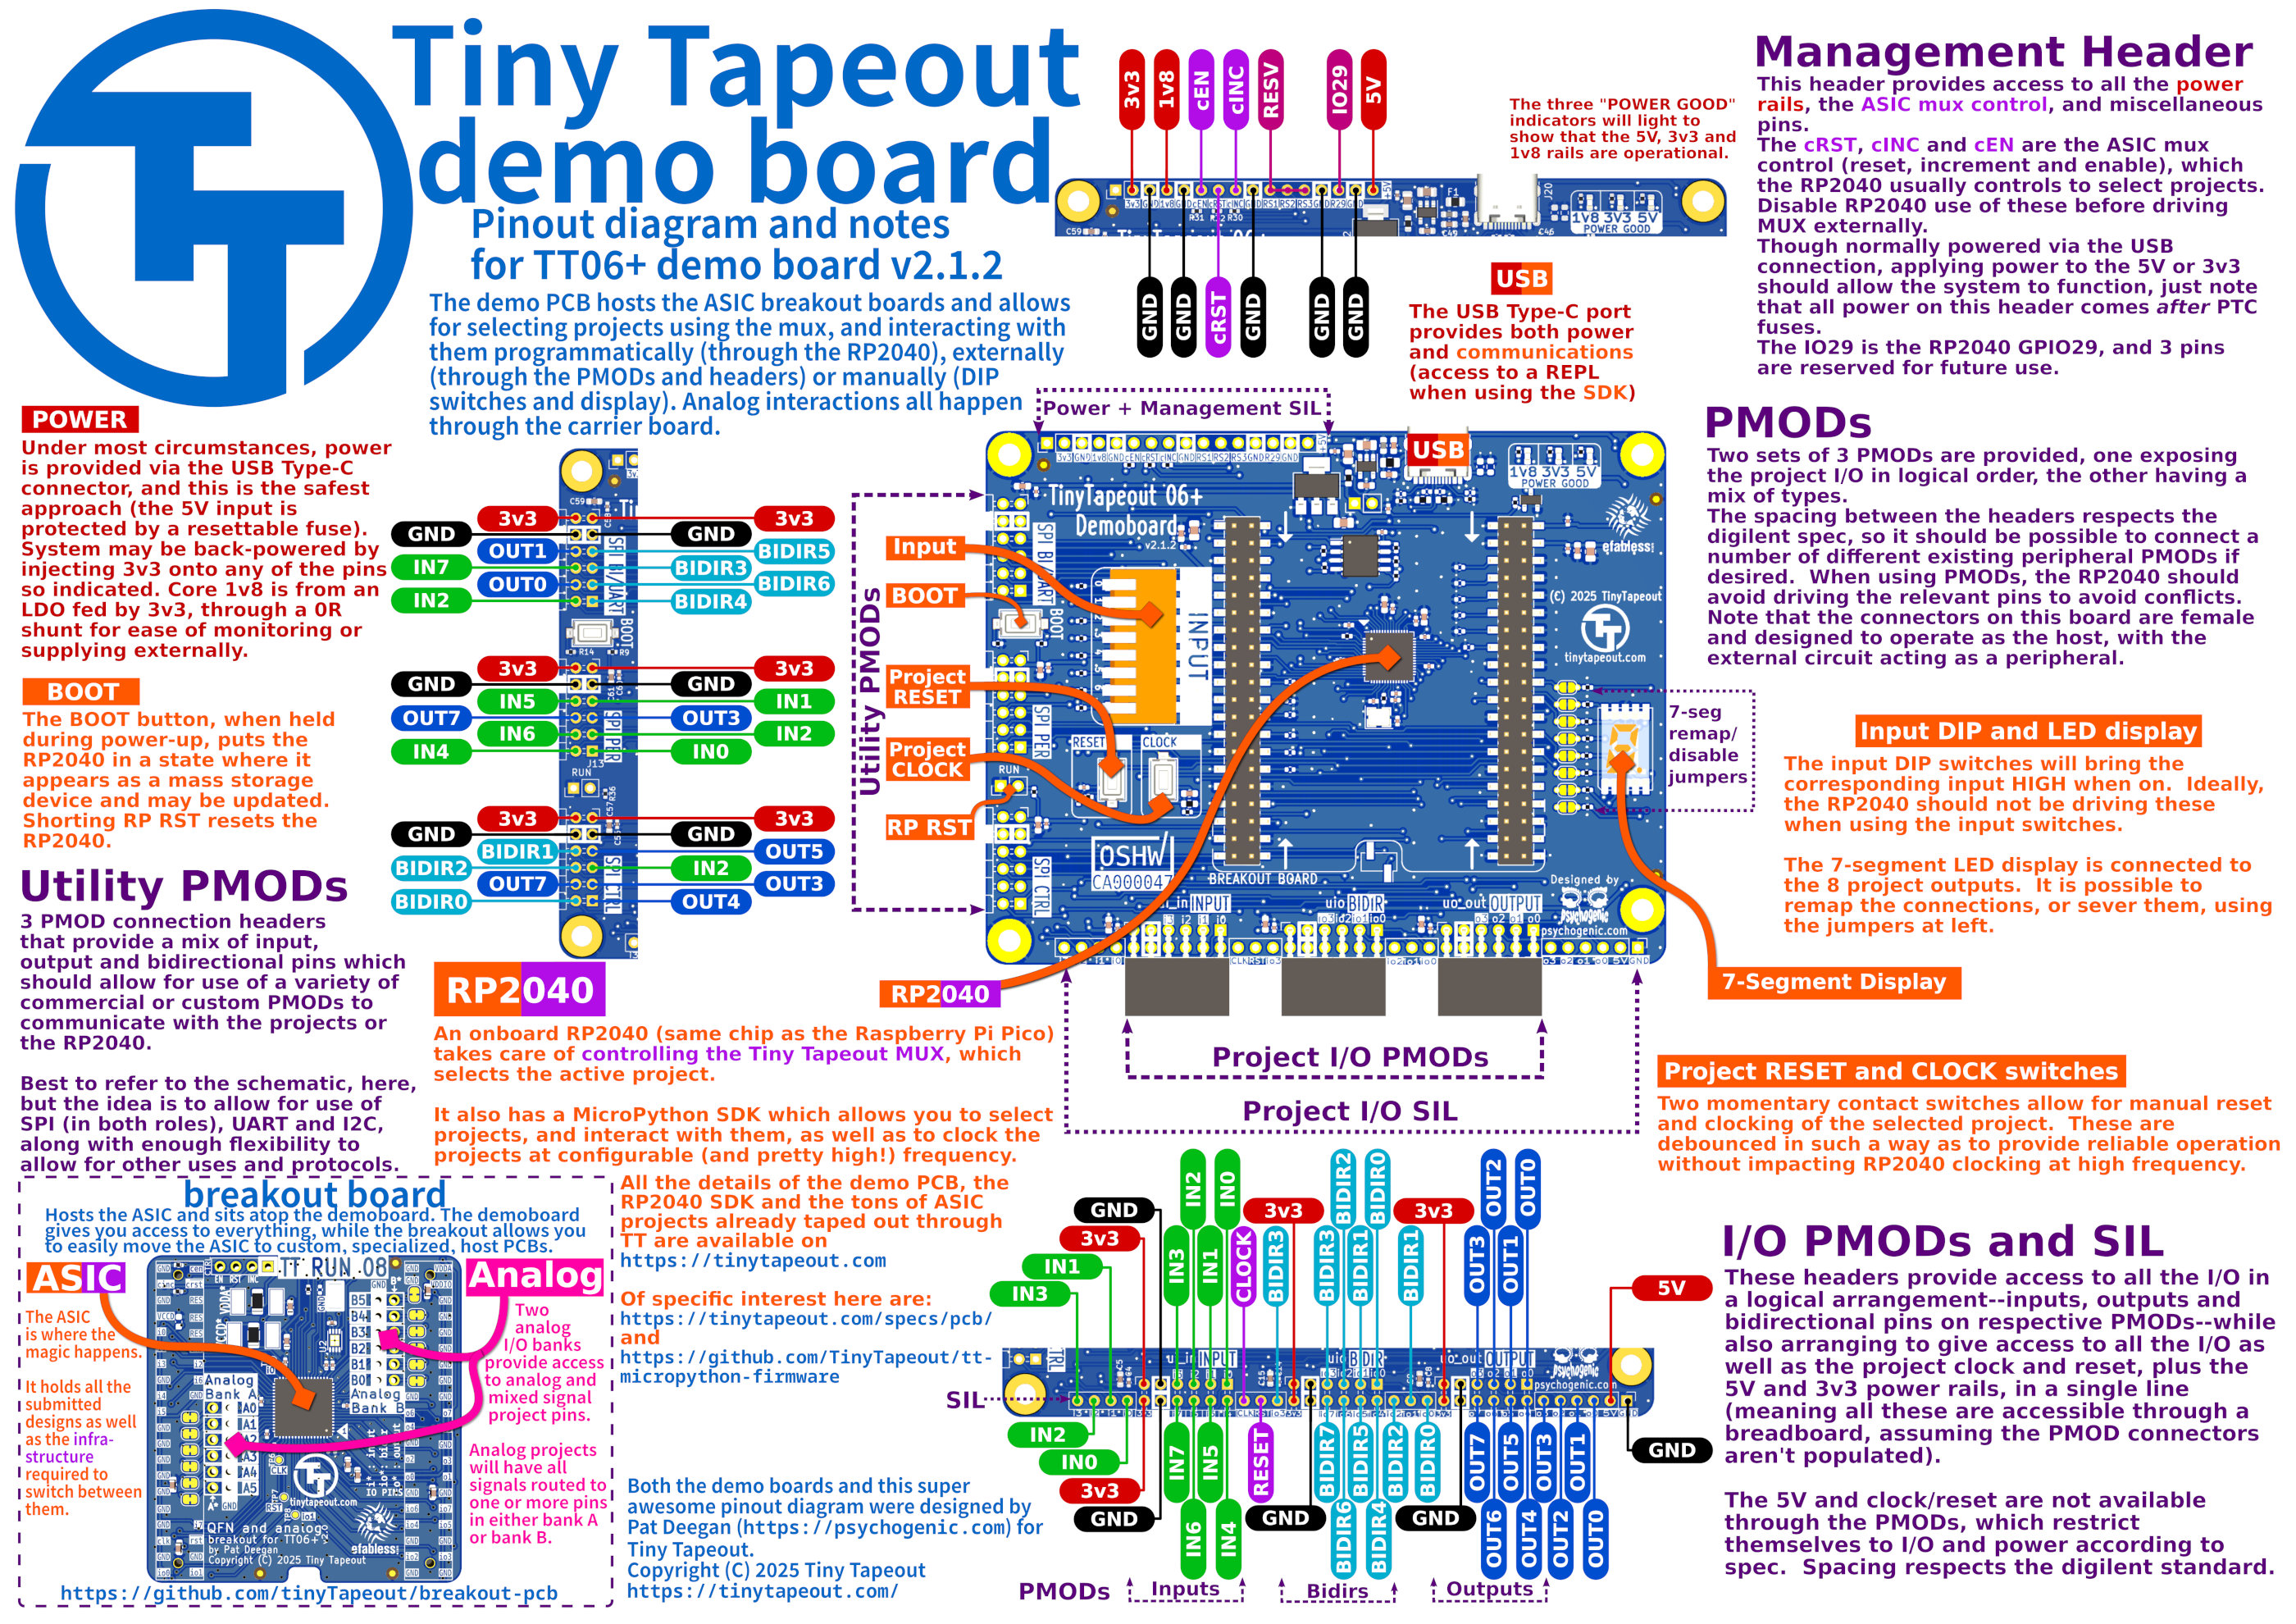 Tiny Tapeout
demo board
Pinout diagram and notes
for TT06+ demo board v2.1.2
The demo PCB hosts the ASIC breakout boards and allows
for selecting projects using the mux, and interacting with
them programmatically (through the RP2040), externally
(through the PMODs and headers) or manually (DIP
switches and display). Analog interactions all happen
through the carrier board.
3v3
1v8
cEN
cINC
RESV
IO29
5V
GND
GND
cRST
GND
GND
GND
The three "POWER GOOD"
indicators will light to
show that the 5V, 3v3 and
1v8 rails are operational.
1V8 3V3 5V
POWER GOOD
USB
The USB Type-C port
provides both power
and communications
(access to a REPL
when using the SDK)
Management Header
This header provides access to all the power
rails, the ASIC mux control, and miscellaneous
pins.
The cRST, cINC and cEN are the ASIC mux
control (reset, increment and enable), which
the RP2040 usually controls to select projects.
Disable RP2040 use of these before driving
MUX externally.
Though normally powered via the USB
connection, applying power to the 5V or 3v3
should allow the system to function, just note
that all power on this header comes after PTC
fuses.
The IO29 is the RP2040 GPIO29, and 3 pins
are reserved for future use.
PMODs
Two sets of 3 PMODs are provided, one exposing
the project I/O in logical order, the other having a
mix of types.
The spacing between the headers respects the
digilent spec, so it should be possible to connect a
number of different existing peripheral PMODs if
desired.  When using PMODs, the RP2040 should
avoid driving the relevant pins to avoid conflicts.
Note that the connectors on this board are female
and designed to operate as the host, with the
external circuit acting as a peripheral.
POWER
Under most circumstances, power
is provided via the USB Type-C
connector, and this is the safest
approach (the 5V input is
protected by a resettable fuse).
System may be back-powered by
injecting 3v3 onto any of the pins
so indicated. Core 1v8 is from an
LDO fed by 3v3, through a 0R
shunt for ease of monitoring or
supplying externally.
BOOT
The BOOT button, when held
during power-up, puts the
RP2040 in a state where it
appears as a mass storage
device and may be updated.
Shorting RP RST resets the
RP2040.
Utility PMODs
3 PMOD connection headers
that provide a mix of input,
output and bidirectional pins which
should allow for use of a variety of
commercial or custom PMODs to
communicate with the projects or
the RP2040.
Best to refer to the schematic, here,
but the idea is to allow for use of
SPI (in both roles), UART and I2C,
along with enough flexibility to
allow for other uses and protocols.
3v3 3v3
GND GND
OUT1 BIDIR5
IN7 BIDIR3
OUT0 BIDIR6
IN2 BIDIR4
3v3 3v3
GND GND
IN5 IN1
OUT7 OUT3
IN6 IN2
IN4 IN0
3v3 3v3
GND GND
BIDIR1 OUT5
BIDIR2 IN2
OUT7 OUT3
BIDIR0 OUT4
BOOT
RUN
Power + Management SIL
USB
1V8 3V3 5V
POWER GOOD
TinyTapeout 06+
Demoboard
v2.1.2
efabless
SPI BI/UART
BOOT
SPI PER
RUN
SPI CTRL
INPUT
RESET
CLOCK
OSHW
CA000047
BREAKOUT BOARD
(C) 2025 TinyTapeout
tinytapeout.com
Designed by
psychogenic
psychogenic.com
ui_in INPUT
uio BIDIR
uo_out OUTPUT
Utility PMODs
Input
BOOT
Project
RESET
Project
CLOCK
RP RST
RP2040
7-seg
remap/
disable
jumpers
Input DIP and LED display
The input DIP switches will bring the
corresponding input HIGH when on.  Ideally,
the RP2040 should not be driving these
when using the input switches.
The 7-segment LED display is connected to
the 8 project outputs.  It is possible to
remap the connections, or sever them, using
the jumpers at left.
7-Segment Display
Project I/O PMODs
Project I/O SIL
RP2040
An onboard RP2040 (same chip as the Raspberry Pi Pico)
takes care of controlling the Tiny Tapeout MUX, which
selects the active project.
It also has a MicroPython SDK which allows you to select
projects, and interact with them, as well as to clock the
projects at configurable (and pretty high!) frequency.
All the details of the demo PCB, the
RP2040 SDK and the tons of ASIC
projects already taped out through
TT are available on
https://tinytapeout.com
Of specific interest here are:
https://tinytapeout.com/specs/pcb/
and
https://github.com/TinyTapeout/tt-
micropython-firmware
Both the demo boards and this super
awesome pinout diagram were designed by
Pat Deegan (https://psychogenic.com) for
Tiny Tapeout.
Copyright (C) 2025 Tiny Tapeout
https://tinytapeout.com/
Project RESET and CLOCK switches
Two momentary contact switches allow for manual reset
and clocking of the selected project.  These are
debounced in such a way as to provide reliable operation
without impacting RP2040 clocking at high frequency.
breakout board
Hosts the ASIC and sits atop the demoboard. The demoboard
gives you access to everything, while the breakout allows you
to easily move the ASIC to custom, specialized, host PCBs.
ASIC
The ASIC
is where the
magic happens.
It holds all the
submitted
designs as well
as the infra-
structure
required to
switch between
them.
TT RUN 08
EN RST INC
B5
B4
B3
B2
B1
B0
Analog
Bank A
Analog
Bank B
A0
A1
A2
A3
A4
A5
tinytapeout.com
QFN and analog
breakout for TT06+
by Pat Deegan
Copyright (C) 2025 Tiny Tapeout
efabless
Analog
Two
analog
I/O banks
provide access
to analog and
mixed signal
project pins.
Analog projects
will have all
signals routed to
one or more pins
in either bank A
or bank B.
https://github.com/tinyTapeout/breakout-pcb
GND
3v3
IN1
IN3
IN2
IN0
IN3
IN1
CLOCK
3v3
BIDIR3
BIDIR2
BIDIR0
BIDIR3
BIDIR1
3v3
BIDIR1
OUT2
OUT0
OUT3
OUT1
5V
ui_in INPUT
uio BIDIR
uo_out OUTPUT
psychogenic
psychogenic.com
SIL
IN2
IN0
3v3
GND
IN7
IN5
IN6
IN4
RESET
GND
BIDIR7
BIDIR5
BIDIR2
BIDIR0
BIDIR6
BIDIR4
GND
OUT7
OUT5
OUT3
OUT1
OUT6
OUT4
OUT2
OUT0
GND
PMODs
Inputs
Bidirs
Outputs
I/O PMODs and SIL
These headers provide access to all the I/O in
a logical arrangement--inputs, outputs and
bidirectional pins on respective PMODs--while
also arranging to give access to all the I/O as
well as the project clock and reset, plus the
5V and 3v3 power rails, in a single line
(meaning all these are accessible through a
breadboard, assuming the PMOD connectors
aren't populated).
The 5V and clock/reset are not available
through the PMODs, which restrict
themselves to I/O and power according to
spec.  Spacing respects the digilent standard.